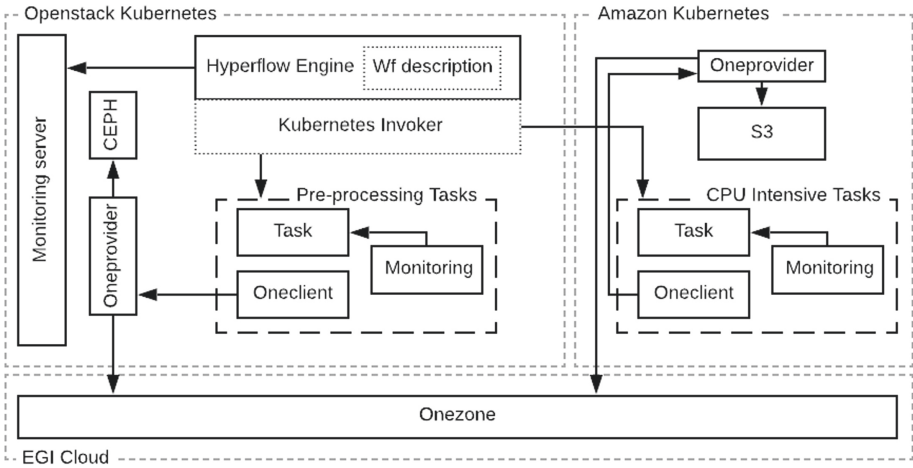 Openstack Kubernetes
Amazon Kubernetes
Monitoring server
Hyperflow Engine
Wf description
Kubernetes Invoker
CEPH
Oneprovider
Pre-processing Tasks
Task
Monitoring
Oneclient
Oneprovider
S3
CPU Intensive Tasks
Task
Monitoring
Oneclient
Onezone
EGI Cloud